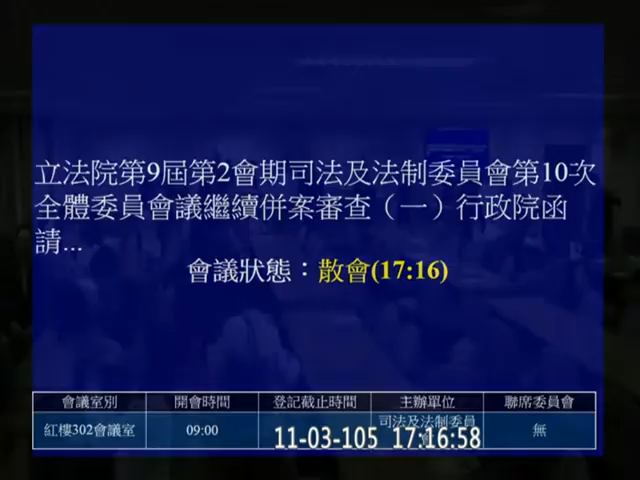 立法院第9屆第2會期司法及法制委員會第10次
全體委員會議繼續併案審查（一）行政院函
請...
會議狀態：散會(17:16)
會議室別 開會時間 登記截止時間 主辦單位 聯席委員會
紅樓302會議室 09:00 司法及法制委員 無
11-03-105 17:16:58